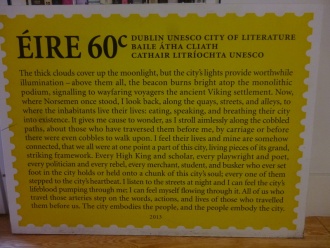 ÉIRE 60c
DUBLIN UNESCO CITY OF LITERATURE
BAILE ÁTHA CLIATH
CATHAIR LITRÍOCHTA UNESCO
The thick clouds cover up the moonlight, but the city's lights provide worthwhile
illumination – above them all, the beacon burns bright atop the monolithic
podium, signalling to wayfaring voyagers the ancient Viking settlement. Now,
where Norsemen once stood, I look back, along the quays, streets, and alleys, to
where the inhabitants live their lives: eating, speaking, and breathing their city
into existence. It gives me cause to wonder, as I stroll aimlessly along the cobbled
paths, about those who have traversed them before me, by carriage or before
there were even cobbles to walk upon. I feel their lives and mine are somehow
connected, that we all were at one point a part of this city, living pieces of its grand,
striking framework. Every High King and scholar, every playwright and poet,
every politician and every rebel, every merchant, student, and busker who ever set
foot in the city holds or held onto a chunk of this city's soul; every one of them
stepped to the city's heartbeat. I listen to the streets at night and I can feel the city's
lifeblood pumping through me; I can feel myself flowing through it. All of us who
travel those arteries step on the words, actions, and lives of those who travelled
them before us. The city embodies the people, and the people embody the city.
2013